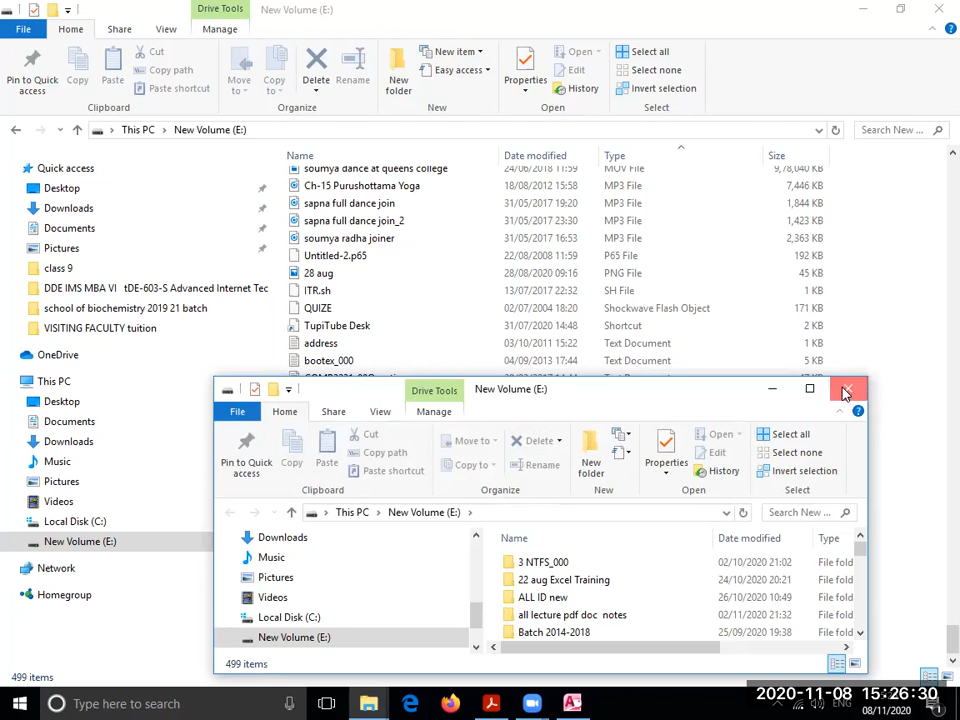 Drive Tools
New Volume (E:)
File
Home
Share
View
Manage
Pin to Quick access
Copy
Paste
Cut
Copy path
Paste shortcut
Clipboard
Move to
Copy to
Delete
Rename
Organize
New folder
New item
Easy access
New
Properties
Open
Edit
History
Open
Select all
Select none
Invert selection
Select
This PC
New Volume (E:)
Search New ...
Name
Date modified
Type
Size
Quick access
Desktop
Downloads
Documents
Pictures
class 9
DDE IMS MBA VI tDE-603-S Advanced Internet Tec
school of biochemistry 2019 21 batch
VISITING FACULTY tuition
OneDrive
This PC
Desktop
Documents
Downloads
Music
Pictures
Videos
Local Disk (C:)
New Volume (E:)
Network
Homegroup
soumya dance at queens college 24/06/2018 11:59 MOV File 9,78,040 KB
Ch-15 Purushottama Yoga 18/08/2012 15:58 MP3 File 7,446 KB
sapna full dance join 31/05/2017 19:20 MP3 File 1,844 KB
sapna full dance join_2 31/05/2017 23:30 MP3 File 1,423 KB
soumya radha joiner 31/05/2017 16:53 MP3 File 2,363 KB
Untitled-2.p65 22/08/2008 11:59 P65 File 192 KB
28 aug 28/08/2020 09:16 PNG File 45 KB
ITR.sh 13/07/2017 22:32 SH File 1 KB
QUIZE 02/07/2004 18:20 Shockwave Flash Object 171 KB
TupiTube Desk 31/07/2020 14:48 Shortcut 2 KB
address 03/10/2011 15:22 Text Document 1 KB
bootex_000 04/09/2013 17:44 Text Document 5 KB
499 items
Drive Tools
New Volume (E:)
File
Home
Share
View
Manage
Pin to Quick access
Copy
Paste
Cut
Copy path
Paste shortcut
Clipboard
Move to
Copy to
Delete
Rename
Organize
New folder
New
Properties
Open
Edit
History
Open
Select all
Select none
Invert selection
Select
This PC
New Volume (E:)
Search New ...
Downloads
Music
Pictures
Videos
Local Disk (C:)
New Volume (E:)
Name Date modified Type
3 NTFS_000 02/10/2020 21:02 File fold
22 aug Excel Training 24/10/2020 20:21 File fold
ALL ID new 26/10/2020 10:49 File fold
all lecture pdf doc notes 02/11/2020 21:32 File fold
Batch 2014-2018 25/09/2020 19:38 File fold
499 items
Type here to search
2020-11-08 15:26:30
ENG
08/11/2020